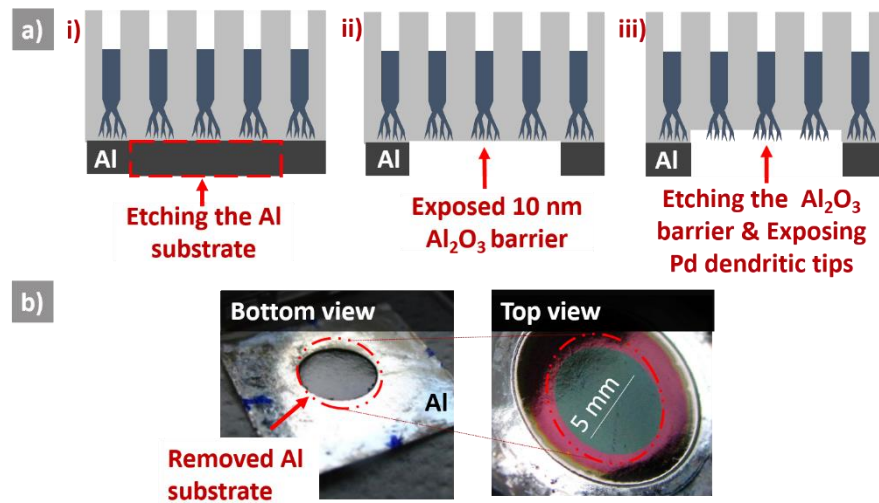 a)
i)
ii)
iii)
Al
Al
Al
Etching the Al
substrate
Exposed 10 nm
Al₂O₃ barrier
Etching the Al₂O₃
barrier & Exposing
Pd dendritic tips
b)
Bottom view
Top view
Al
5 mm
Removed Al
substrate